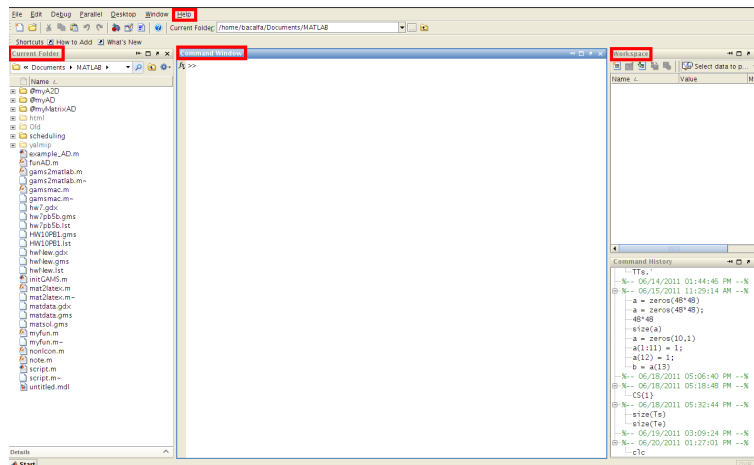 File Edit Debug Parallel Desktop Window Help
Current Folder: /home/bacalfa/Documents/MATLAB
Shortcuts How to Add What's New
Current Folder
« Documents ▸ MATLAB ▸
Name
@myA2D
@myAD
@myMatrixAD
html
Old
scheduling
yalmip
example_AD.m
funAD.m
gams2matlab.m
gams2matlab.m~
gamsmac.m
gamsmac.m~
hw7.gdx
hw7pb5b.gms
hw7pb5b.lst
HW10PB1.gms
HW10PB1.lst
hwNew.gdx
hwNew.gms
hwNew.lst
initGAMS.m
mat2latex.m
mat2latex.m~
matdata.gdx
matdata.gms
matsol.gms
myfun.m
myfun.m~
nonlcon.m
note.m
script.m
script.m~
untitled.mdl
Details
Start
Command Window
fx >>
Workspace
Select data to p...
Name Value M
Command History
TTs.'
%-- 06/14/2011 01:44:46 PM --%
%-- 06/15/2011 11:29:14 AM --%
a = zeros(48*48)
a = zeros(48*48);
48*48
size(a)
a = zeros(10,1)
a(1:11) = 1;
a(12) = 1;
b = a(13)
%-- 06/18/2011 05:06:40 PM --%
%-- 06/18/2011 05:18:48 PM --%
CS{1}
%-- 06/18/2011 05:32:44 PM --%
size(Ts)
size(Te)
%-- 06/19/2011 03:09:24 PM --%
%-- 06/20/2011 01:27:01 PM --%
clc